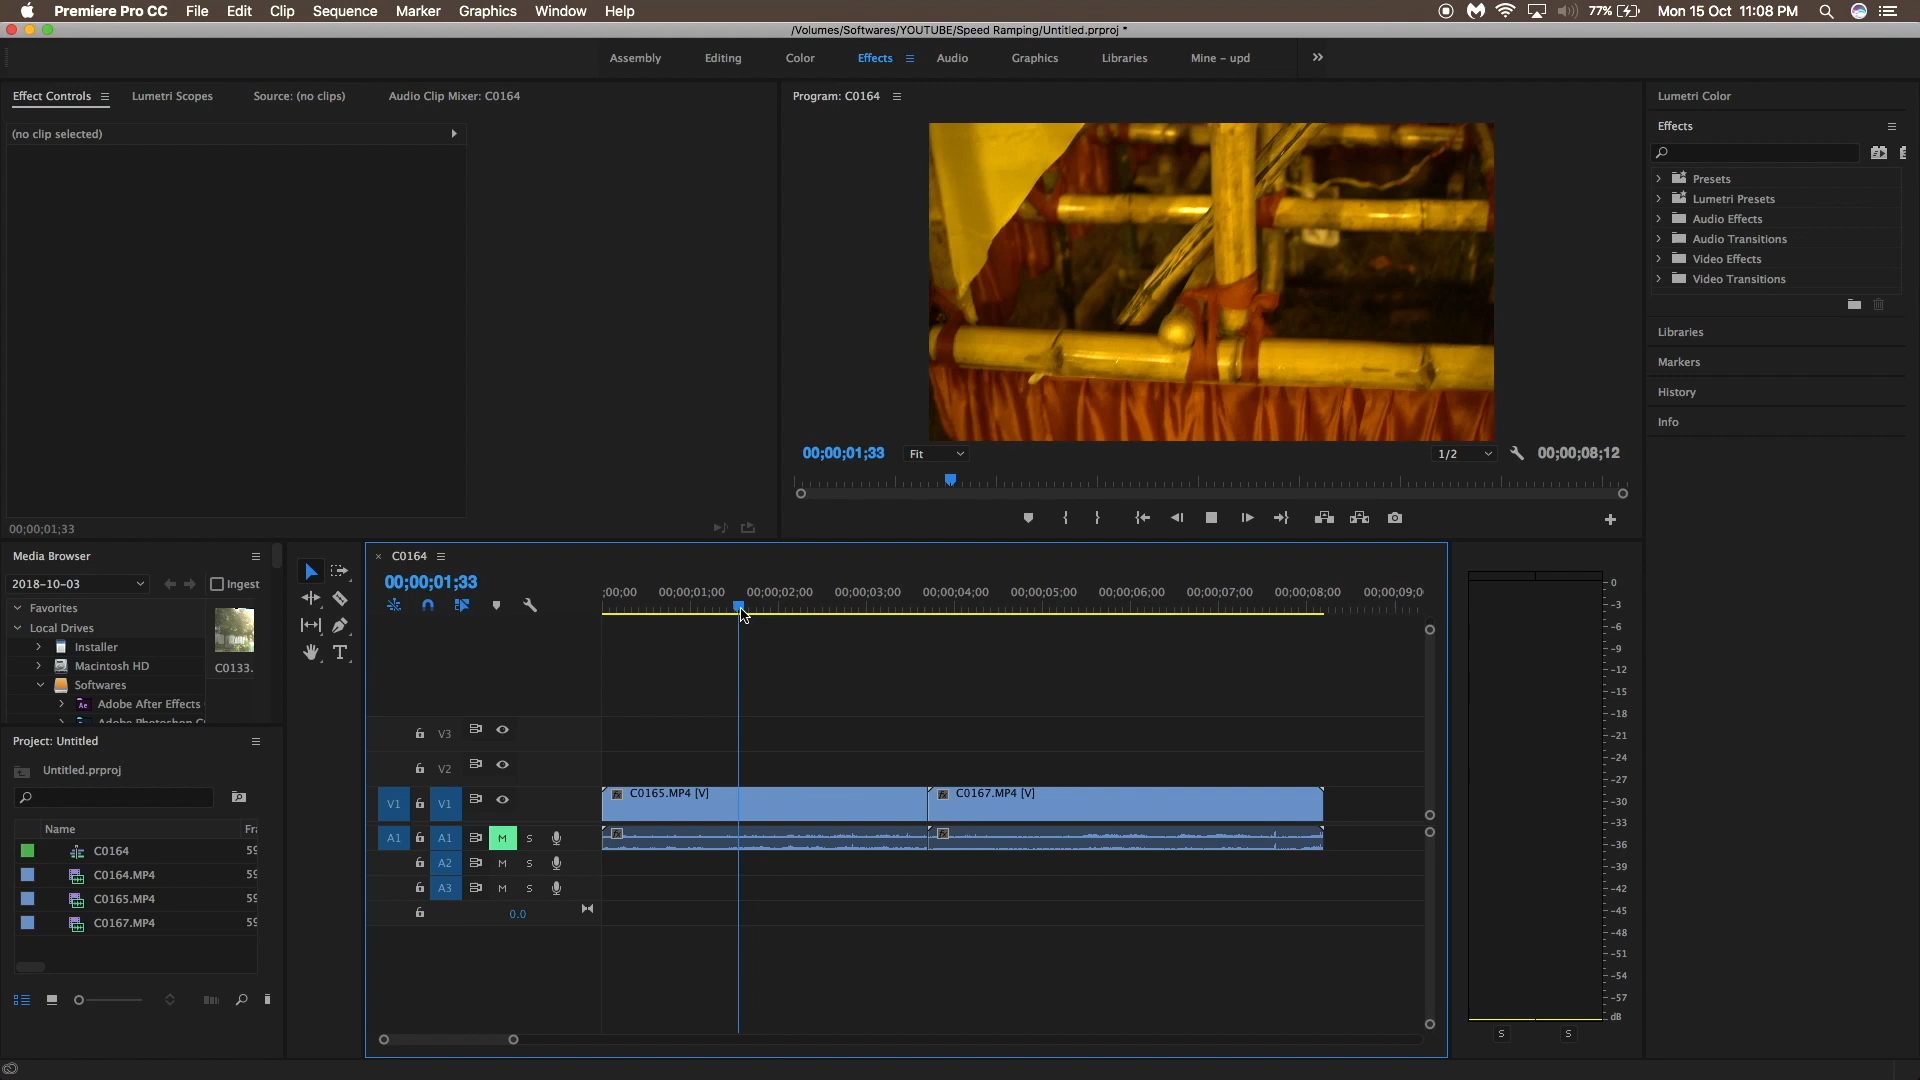 Premiere Pro CC File Edit Clip Sequence Marker Graphics Window Help 77% Mon 15 Oct 11:08 PM
/Volumes/Softwares/YOUTUBE/Speed Ramping/Untitled.prproj *
Assembly Editing Color Effects Audio Graphics Libraries Mine - upd
Effect Controls Lumetri Scopes Source: (no clips) Audio Clip Mixer: C0164
(no clip selected)
00;00;01;33
Program: C0164
00;00;01;33 Fit 1/2 00;00;08;12
Lumetri Color
Effects
Presets
Lumetri Presets
Audio Effects
Audio Transitions
Video Effects
Video Transitions
Libraries
Markers
History
Info
Media Browser
2018-10-03 Ingest
Favorites
Local Drives
Installer
Macintosh HD
Softwares
Ae Adobe After Effects
C0133.
Project: Untitled
Untitled.prproj
Name Fra
C0164 59
C0164.MP4 59
C0165.MP4 59
C0167.MP4 59
× C0164
00;00;01;33
;00;00 00;00;01;00 00;00;02;00 00;00;03;00 00;00;04;00 00;00;05;00 00;00;06;00 00;00;07;00 00;00;08;00 00;00;09;0
V3
V2
V1 V1 C0165.MP4 [V] C0167.MP4 [V]
A1 A1 M S
A2 M S
A3 M S
0.0
0
-3
-6
-9
-12
-15
-18
-21
-24
-27
-30
-33
-36
-39
-42
-45
-48
-51
-54
-57
dB
S S